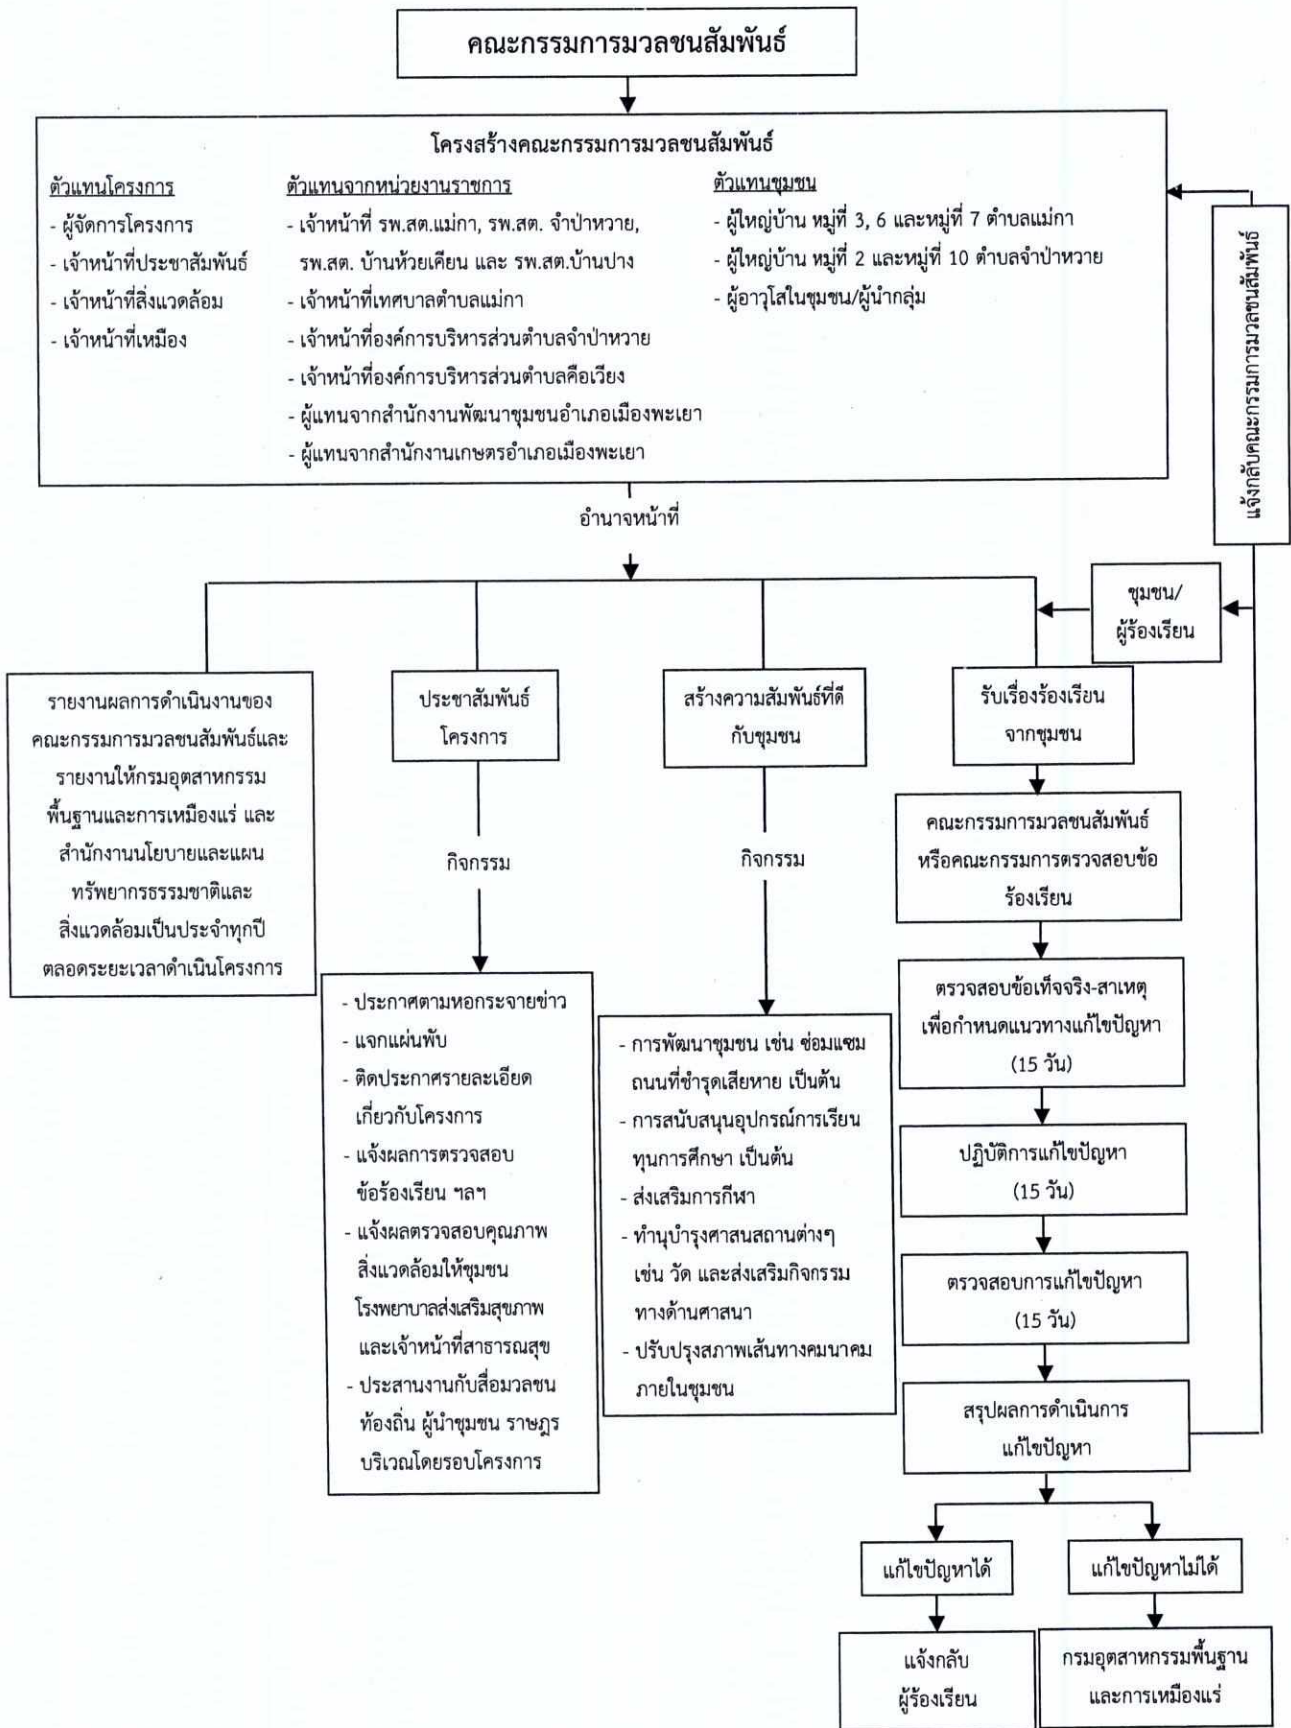 คณะกรรมการมวลชนสัมพันธ์
โครงสร้างคณะกรรมการมวลชนสัมพันธ์
ตัวแทนโครงการ
- ผู้จัดการโครงการ
- เจ้าหน้าที่ประชาสัมพันธ์
- เจ้าหน้าที่สิ่งแวดล้อม
- เจ้าหน้าที่เหมือง
ตัวแทนจากหน่วยงานราชการ
- เจ้าหน้าที่ รพ.สต.แม่กา, รพ.สต. จำป่าหวาย,
รพ.สต. บ้านห้วยเคียน และ รพ.สต.บ้านปาง
- เจ้าหน้าที่เทศบาลตำบลแม่กา
- เจ้าหน้าที่องค์การบริหารส่วนตำบลจำป่าหวาย
- เจ้าหน้าที่องค์การบริหารส่วนตำบลคือเวียง
- ผู้แทนจากสำนักงานพัฒนาชุมชนอำเภอเมืองพะเยา
- ผู้แทนจากสำนักงานเกษตรอำเภอเมืองพะเยา
ตัวแทนชุมชน
- ผู้ใหญ่บ้าน หมู่ที่ 3, 6 และหมู่ที่ 7 ตำบลแม่กา
- ผู้ใหญ่บ้าน หมู่ที่ 2 และหมู่ที่ 10 ตำบลจำป่าหวาย
- ผู้อาวุโสในชุมชน/ผู้นำกลุ่ม
แจ้งกลับคณะกรรมการมวลชนสัมพันธ์
อำนาจหน้าที่
ชุมชน/
ผู้ร้องเรียน
รายงานผลการดำเนินงานของ
คณะกรรมการมวลชนสัมพันธ์และ
รายงานให้กรมอุตสาหกรรม
พื้นฐานและการเหมืองแร่ และ
สำนักงานนโยบายและแผน
ทรัพยากรธรรมชาติและ
สิ่งแวดล้อมเป็นประจำทุกปี
ตลอดระยะเวลาดำเนินโครงการ
ประชาสัมพันธ์
โครงการ
กิจกรรม
- ประกาศตามหอกระจายข่าว
- แจกแผ่นพับ
- ติดประกาศรายละเอียด
เกี่ยวกับโครงการ
- แจ้งผลการตรวจสอบ
ข้อร้องเรียน ฯลฯ
- แจ้งผลตรวจสอบคุณภาพ
สิ่งแวดล้อมให้ชุมชน
โรงพยาบาลส่งเสริมสุขภาพ
และเจ้าหน้าที่สาธารณสุข
- ประสานงานกับสื่อมวลชน
ท้องถิ่น ผู้นำชุมชน ราษฎร
บริเวณโดยรอบโครงการ
สร้างความสัมพันธ์ที่ดี
กับชุมชน
กิจกรรม
- การพัฒนาชุมชน เช่น ซ่อมแซม
ถนนที่ชำรุดเสียหาย เป็นต้น
- การสนับสนุนอุปกรณ์การเรียน
ทุนการศึกษา เป็นต้น
- ส่งเสริมการกีฬา
- ทำนุบำรุงศาสนสถานต่างๆ
เช่น วัด และส่งเสริมกิจกรรม
ทางด้านศาสนา
- ปรับปรุงสภาพเส้นทางคมนาคม
ภายในชุมชน
รับเรื่องร้องเรียน
จากชุมชน
คณะกรรมการมวลชนสัมพันธ์
หรือคณะกรรมการตรวจสอบข้อ
ร้องเรียน
ตรวจสอบข้อเท็จจริง-สาเหตุ
เพื่อกำหนดแนวทางแก้ไขปัญหา
(15 วัน)
ปฏิบัติการแก้ไขปัญหา
(15 วัน)
ตรวจสอบการแก้ไขปัญหา
(15 วัน)
สรุปผลการดำเนินการ
แก้ไขปัญหา
แก้ไขปัญหาได้
แก้ไขปัญหาไม่ได้
แจ้งกลับ
ผู้ร้องเรียน
กรมอุตสาหกรรมพื้นฐาน
และการเหมืองแร่